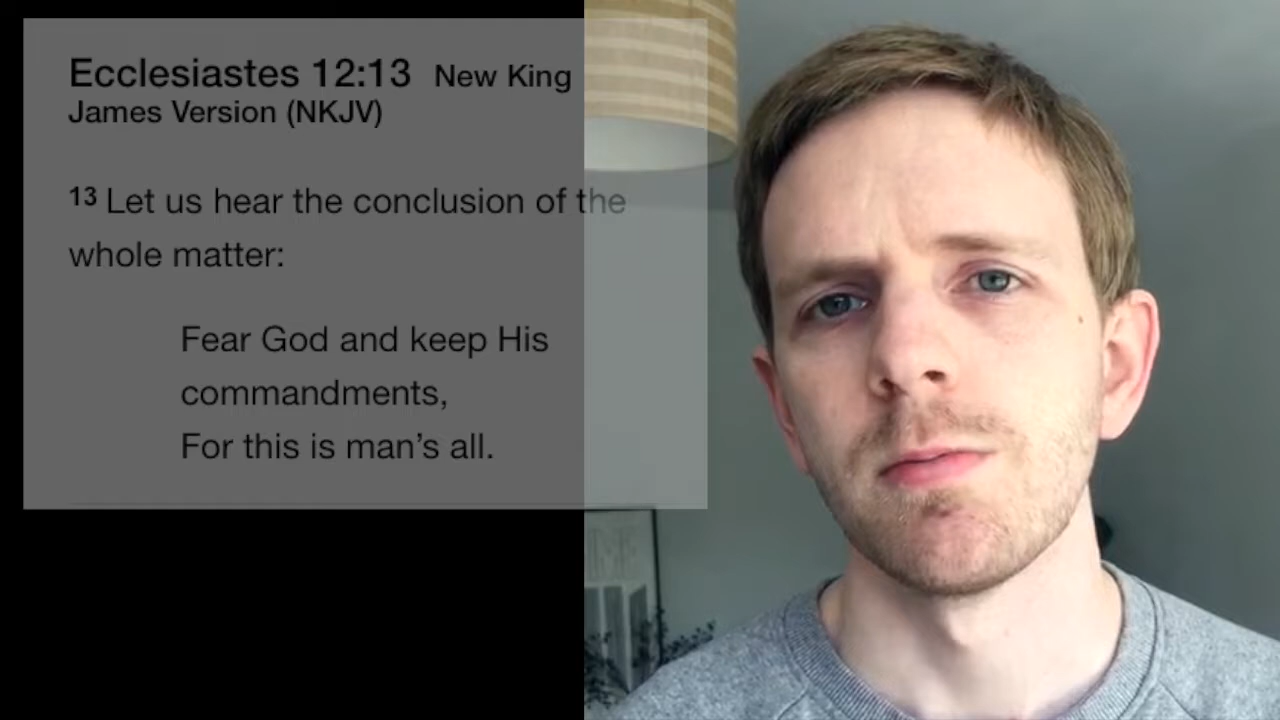 Ecclesiastes 12:13 New King
James Version (NKJV)
13 Let us hear the conclusion of the
whole matter:
Fear God and keep His
commandments,
For this is man’s all.